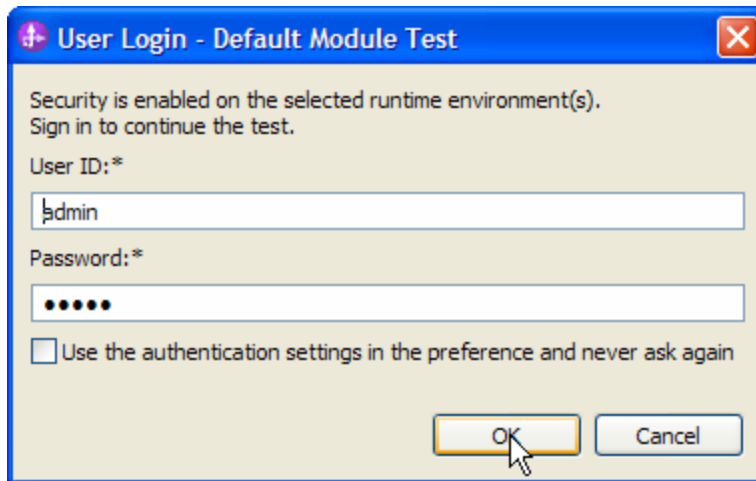 User Login - Default Module Test
Security is enabled on the selected runtime environment(s).
Sign in to continue the test.
User ID:*
admin
Password:*
●●●●●
Use the authentication settings in the preference and never ask again
OK
Cancel